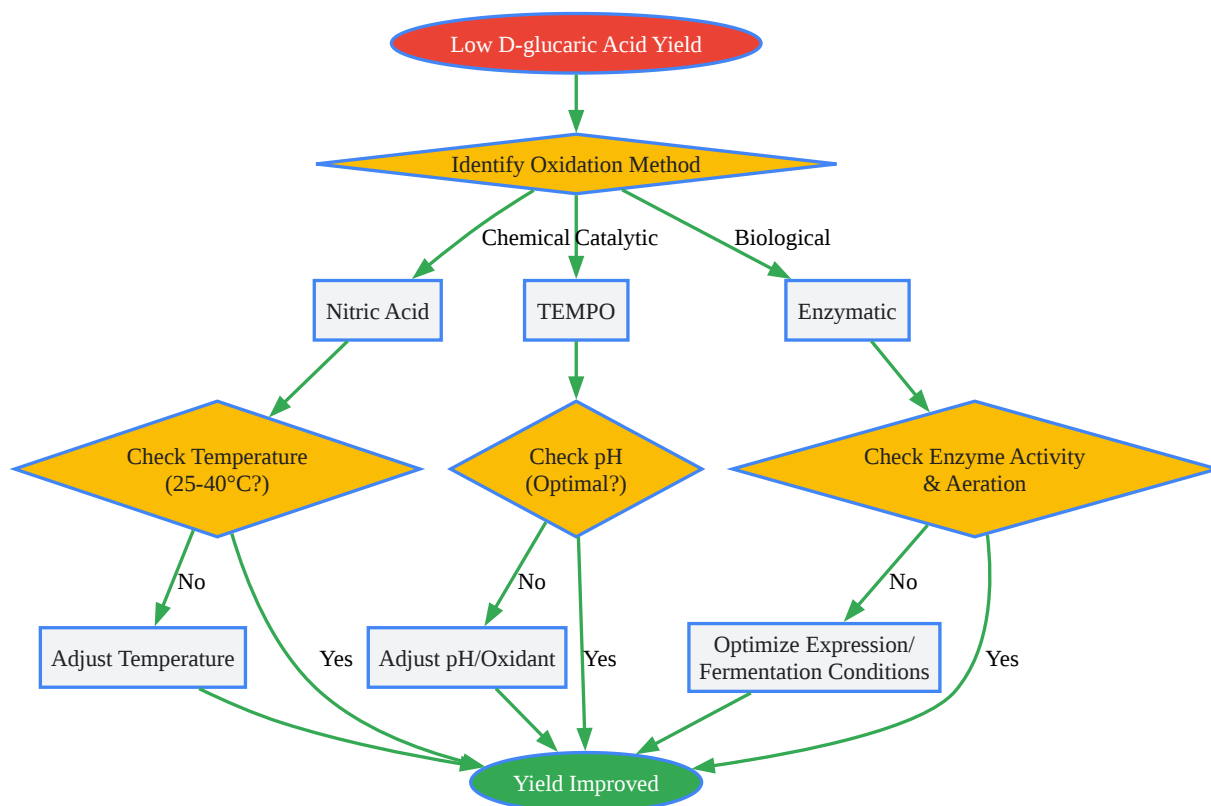 Low D-glucaric Acid Yield
Identify Oxidation Method
Chemical
Catalytic
Biological
Nitric Acid
TEMPO
Enzymatic
Check Temperature
(25-40°C?)
Check pH
(Optimal?)
Check Enzyme Activity
& Aeration
No
No
No
Adjust Temperature
Yes
Adjust pH/Oxidant
Yes
Optimize Expression/
Fermentation Conditions
Yes
Yield Improved